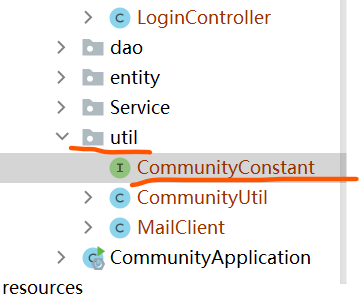 LoginController
dao
entity
Service
util
CommunityConstant
CommunityUtil
MailClient
CommunityApplication
resources